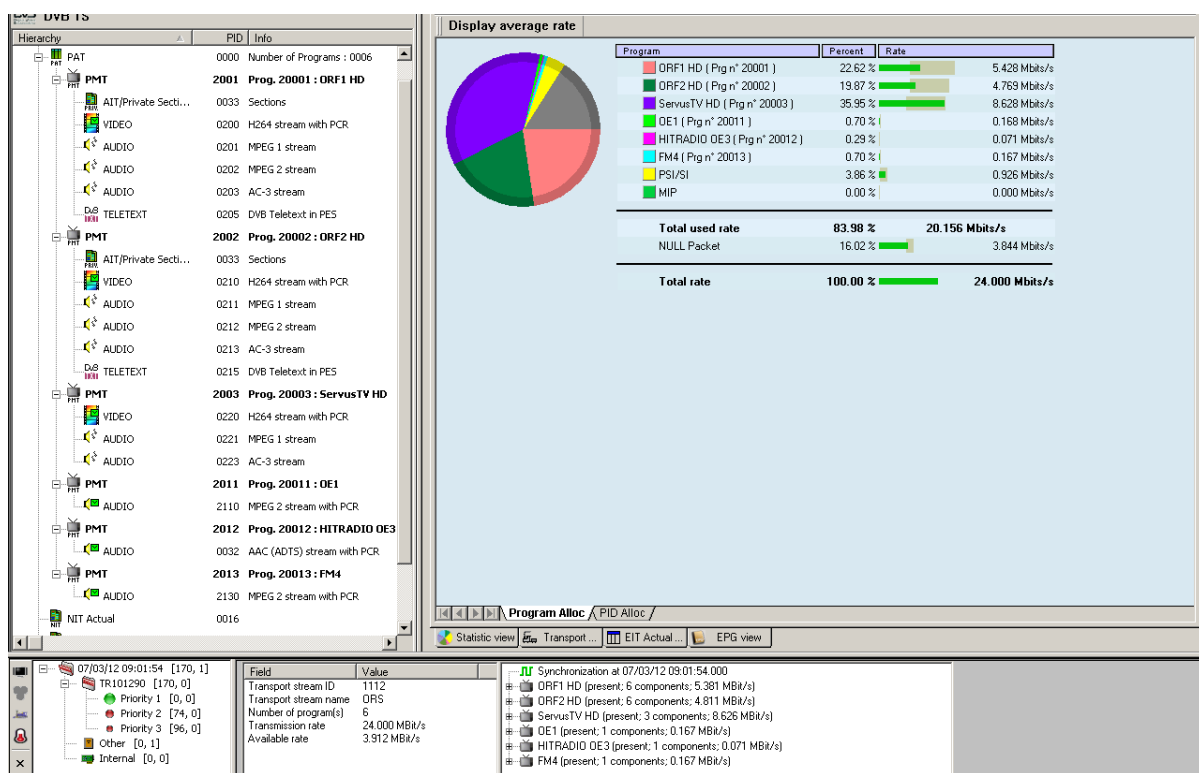 DVB TS
Hierarchy PID Info
PAT 0000 Number of Programs : 0006
PMT 2001 Prog. 20001 : ORF1 HD
AIT/Private Secti... 0033 Sections
VIDEO 0200 H264 stream with PCR
AUDIO 0201 MPEG 1 stream
AUDIO 0202 MPEG 2 stream
AUDIO 0203 AC-3 stream
TELETEXT 0205 DVB Teletext in PES
PMT 2002 Prog. 20002 : ORF2 HD
AIT/Private Secti... 0033 Sections
VIDEO 0210 H264 stream with PCR
AUDIO 0211 MPEG 1 stream
AUDIO 0212 MPEG 2 stream
AUDIO 0213 AC-3 stream
TELETEXT 0215 DVB Teletext in PES
PMT 2003 Prog. 20003 : ServusTV HD
VIDEO 0220 H264 stream with PCR
AUDIO 0221 MPEG 1 stream
AUDIO 0223 AC-3 stream
PMT 2011 Prog. 20011 : OE1
AUDIO 2110 MPEG 2 stream with PCR
PMT 2012 Prog. 20012 : HITRADIO OE3
AUDIO 0032 AAC (ADTS) stream with PCR
PMT 2013 Prog. 20013 : FM4
AUDIO 2130 MPEG 2 stream with PCR
NIT Actual 0016
Display average rate
Program Percent Rate
ORF1 HD ( Prg n° 20001 ) 22.62 % 5.428 Mbits/s
ORF2 HD ( Prg n° 20002 ) 19.87 % 4.769 Mbits/s
ServusTV HD ( Prg n° 20003 ) 35.95 % 8.628 Mbits/s
OE1 ( Prg n° 20011 ) 0.70 % 0.168 Mbits/s
HITRADIO OE3 ( Prg n° 20012 ) 0.29 % 0.071 Mbits/s
FM4 ( Prg n° 20013 ) 0.70 % 0.167 Mbits/s
PSI/SI 3.86 % 0.926 Mbits/s
MIP 0.00 % 0.000 Mbits/s
Total used rate 83.98 % 20.156 Mbits/s
NULL Packet 16.02 % 3.844 Mbits/s
Total rate 100.00 % 24.000 Mbits/s
Program Alloc PID Alloc
Statistic view Transport ... EIT Actual ... EPG view
07/03/12 09:01:54 [170, 1]
TR101290 [170, 0]
Priority 1 [0, 0]
Priority 2 [74, 0]
Priority 3 [96, 0]
Other [0, 1]
Internal [0, 0]
Field Value
Transport stream ID 1112
Transport stream name ORS
Number of program(s) 6
Transmission rate 24.000 MBit/s
Available rate 3.912 MBit/s
Synchronization at 07/03/12 09:01:54.000
ORF1 HD (present; 6 components; 5.381 MBit/s)
ORF2 HD (present; 6 components; 4.811 MBit/s)
ServusTV HD (present; 3 components; 8.626 MBit/s)
OE1 (present; 1 components; 0.167 MBit/s)
HITRADIO OE3 (present; 1 components; 0.071 MBit/s)
FM4 (present; 1 components; 0.167 MBit/s)